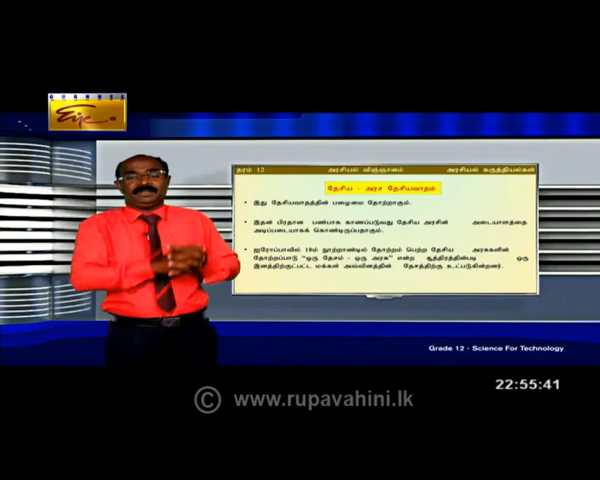 CHANNEL
Eye
தரம் 12 அரசியல் விஞ்ஞானம் அரசியல் கருத்தியல்கள்
தேசிய - அரச தேசியவாதம்
• இது தேசியவாதத்தின் பழைமை தோற்றாகும்.
• இதன் பிரதான பண்பாக காணப்படுவது தேசிய அரசின் அடையாளத்தை
அடிப்படையாகக் கொண்டிருப்பதாகும்.
• ஐரோப்பாவில் 18ம் நூற்றாண்டில் தோற்றம் பெற்ற தேசிய அரசுகளின்
தோற்றப்பாடு “ஒரு தேசம் - ஒரு அரசு” என்ற சூத்திரத்தின்படி ஒரு
இனத்திற்குட்பட்ட மக்கள் அவ்வினத்தின் தேசத்திற்கு உட்படுகின்றனர்.
Grade 12 - Science For Technology
22:55:41
© www.rupavahini.lk